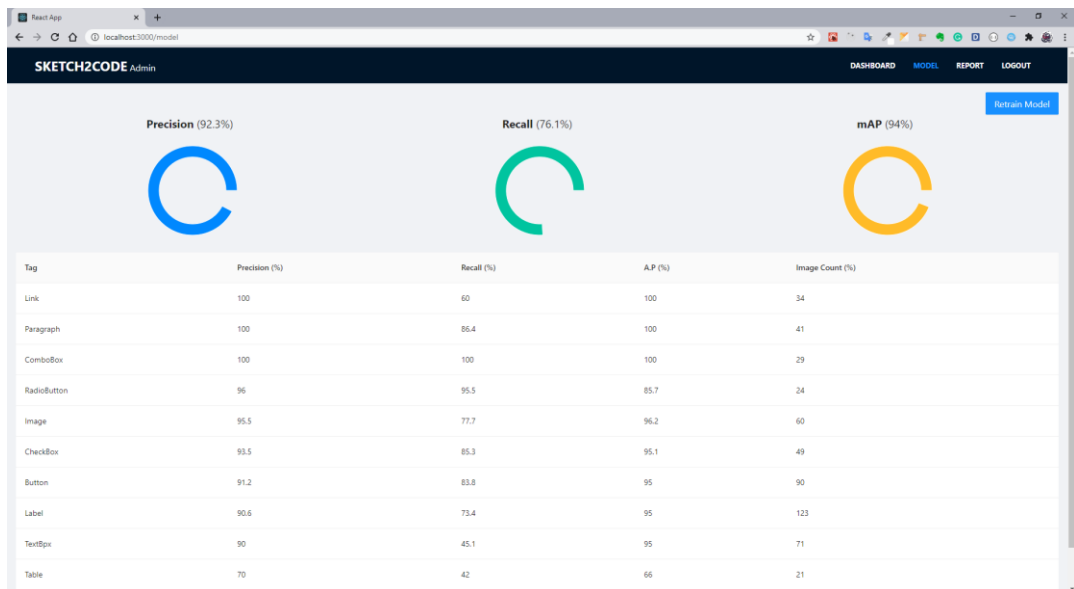 React App
localhost:3000/model
SKETCH2CODE Admin DASHBOARD MODEL REPORT LOGOUT
Retrain Model
Precision (92.3%) Recall (76.1%) mAP (94%)
Tag Precision (%) Recall (%) A.P (%) Image Count (%)
Link 100 60 100 34
Paragraph 100 86.4 100 41
ComboBox 100 100 100 29
RadioButton 96 95.5 85.7 24
Image 95.5 77.7 96.2 60
CheckBox 93.5 85.3 95.1 49
Button 91.2 83.8 95 90
Label 90.6 73.4 95 123
TextBpx 90 45.1 95 71
Table 70 42 66 21